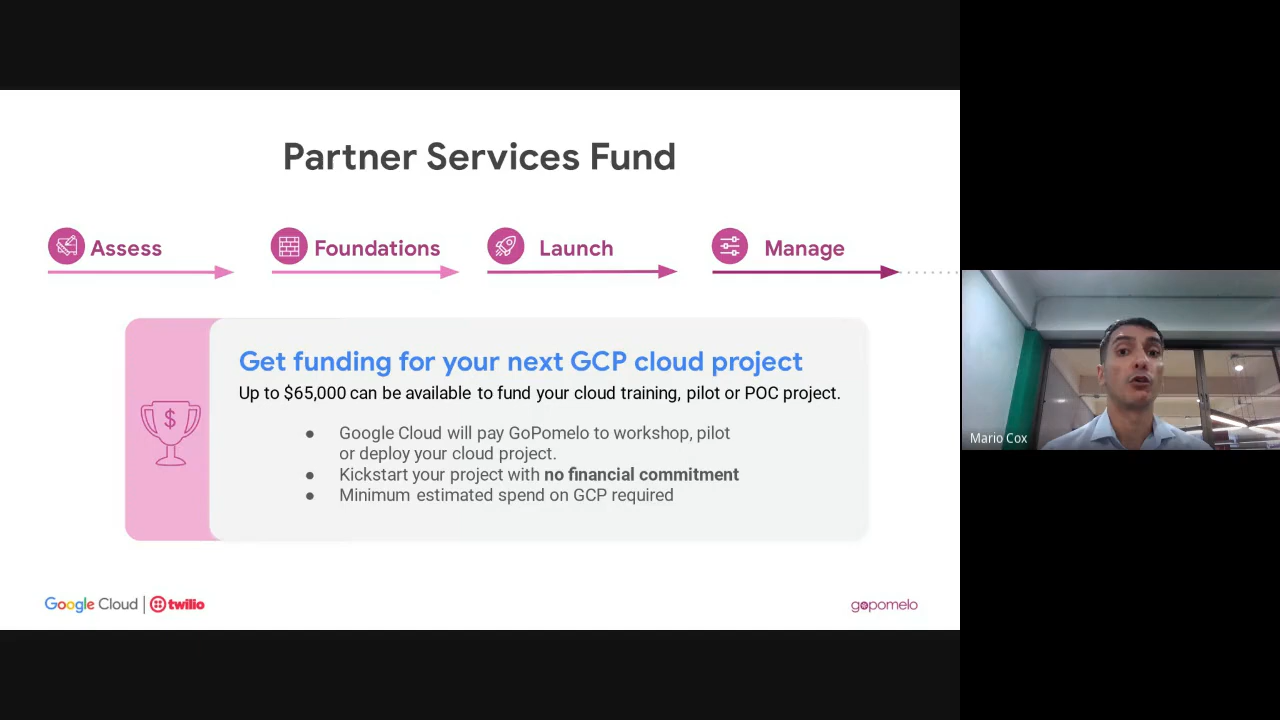 Partner Services Fund
Assess
Foundations
Launch
Manage
$
Get funding for your next GCP cloud project
Up to $65,000 can be available to fund your cloud training, pilot or POC project.
● Google Cloud will pay GoPomelo to workshop, pilot
or deploy your cloud project.
● Kickstart your project with no financial commitment
● Minimum estimated spend on GCP required
Google Cloud | twilio
gopomelo
Mario Cox